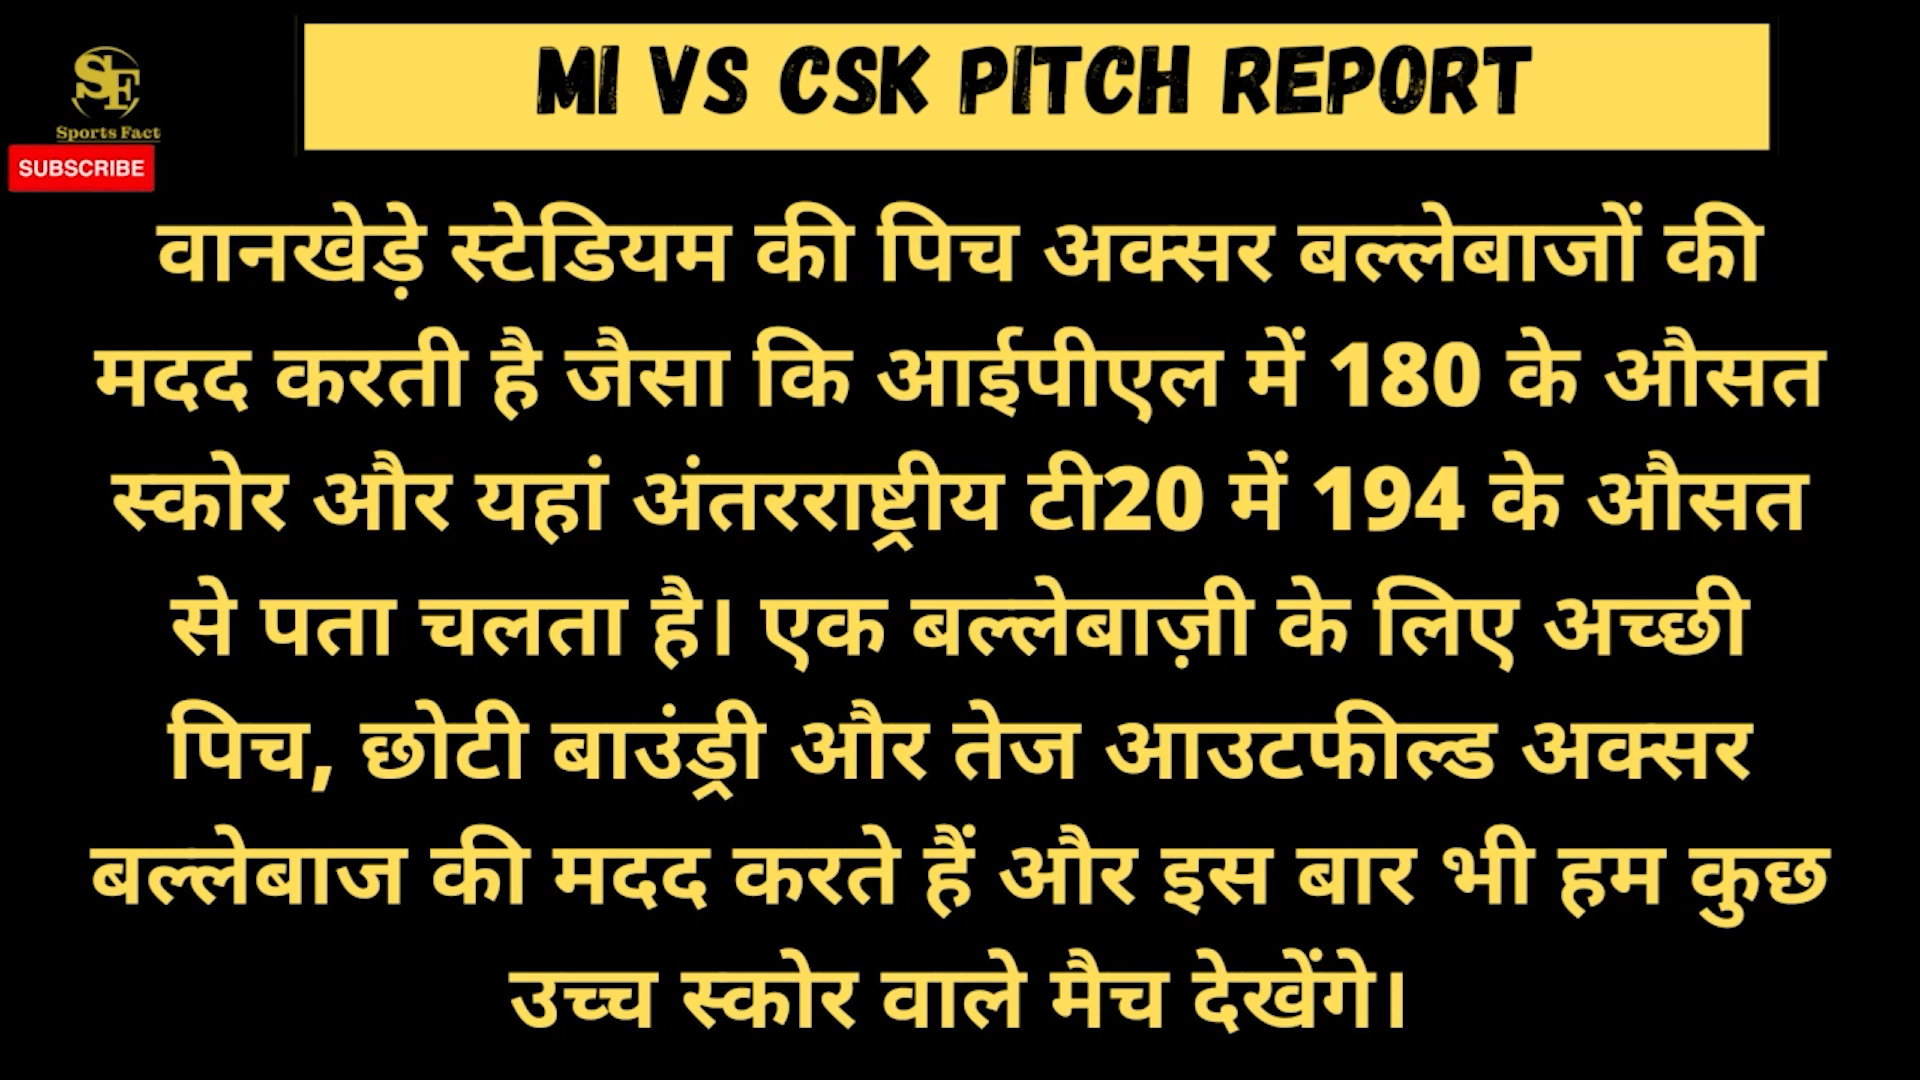 SF
Sports Fact
SUBSCRIBE
MI VS CSK PITCH REPORT
वानखेड़े स्टेडियम की पिच अक्सर बल्लेबाजों की
मदद करती है जैसा कि आईपीएल में 180 के औसत
स्कोर और यहां अंतरराष्ट्रीय टी20 में 194 के औसत
से पता चलता है। एक बल्लेबाज़ी के लिए अच्छी
पिच, छोटी बाउंड्री और तेज आउटफील्ड अक्सर
बल्लेबाज की मदद करते हैं और इस बार भी हम कुछ
उच्च स्कोर वाले मैच देखेंगे।